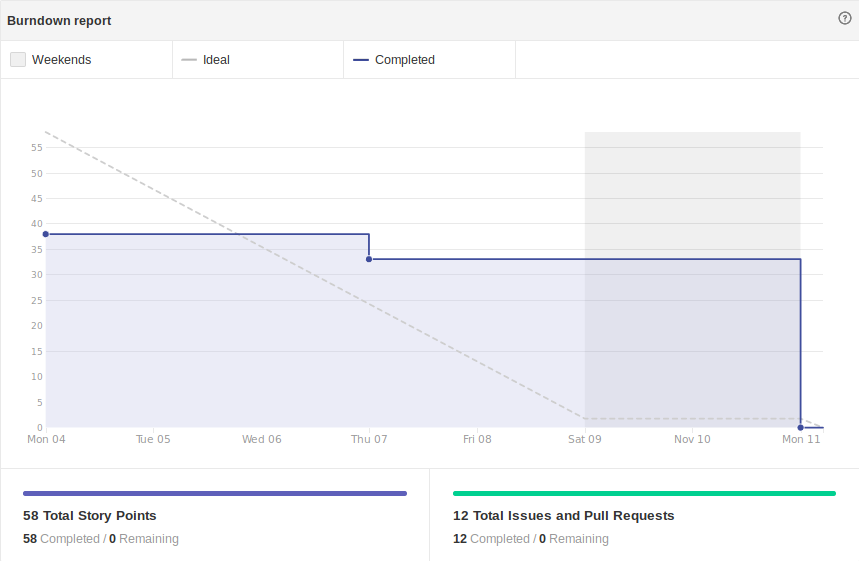 Burndown report
?
Weekends
Ideal
Completed
55
50
45
40
35
30
25
20
15
10
5
0
Mon 04 Tue 05 Wed 06 Thu 07 Fri 08 Sat 09 Nov 10 Mon 11
58 Total Story Points
58 Completed / 0 Remaining
12 Total Issues and Pull Requests
12 Completed / 0 Remaining